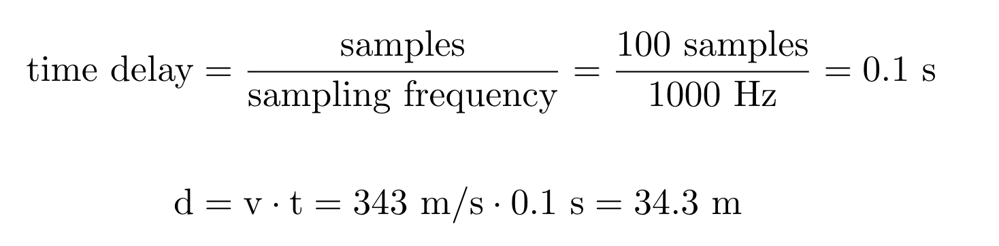 time delay = samples / sampling frequency = 100 samples / 1000 Hz = 0.1 s
d = v · t = 343 m/s · 0.1 s = 34.3 m